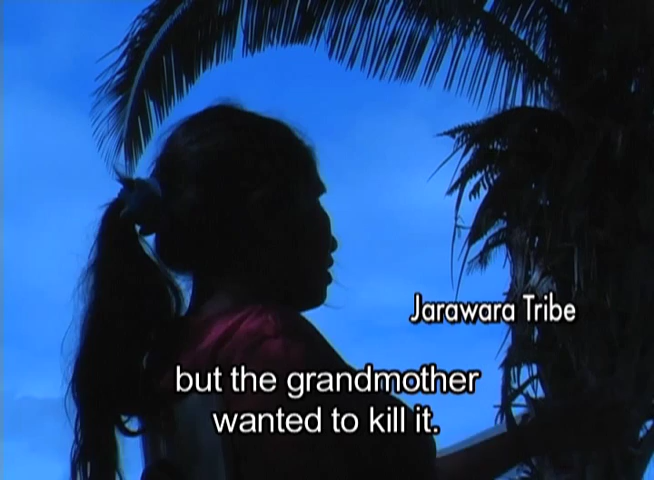 Jarawara Tribe
but the grandmother
wanted to kill it.